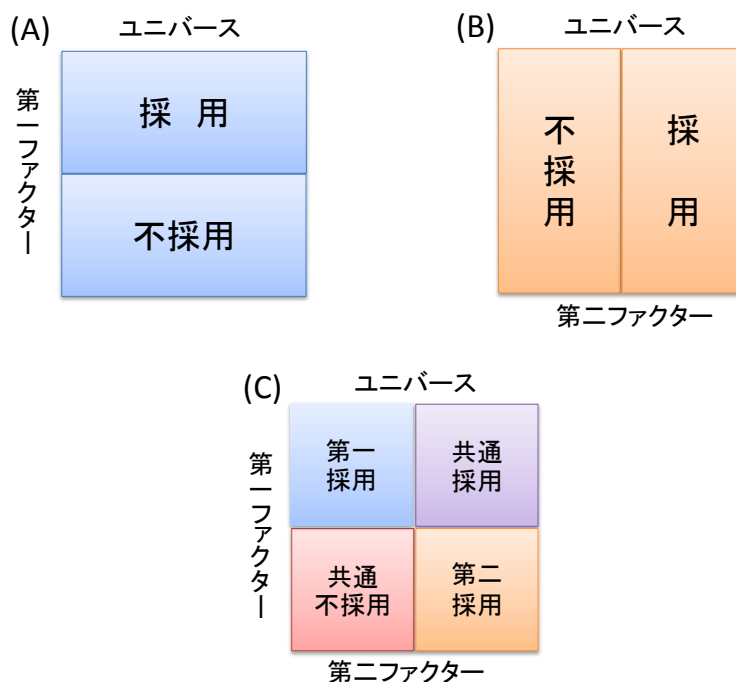 (A)
ユニバース
第一ファクター
採 用
不採用
(B)
ユニバース
不採用
採 用
第二ファクター
(C)
ユニバース
第一ファクター
第一
採用
共通
採用
共通
不採用
第二
採用
第二ファクター